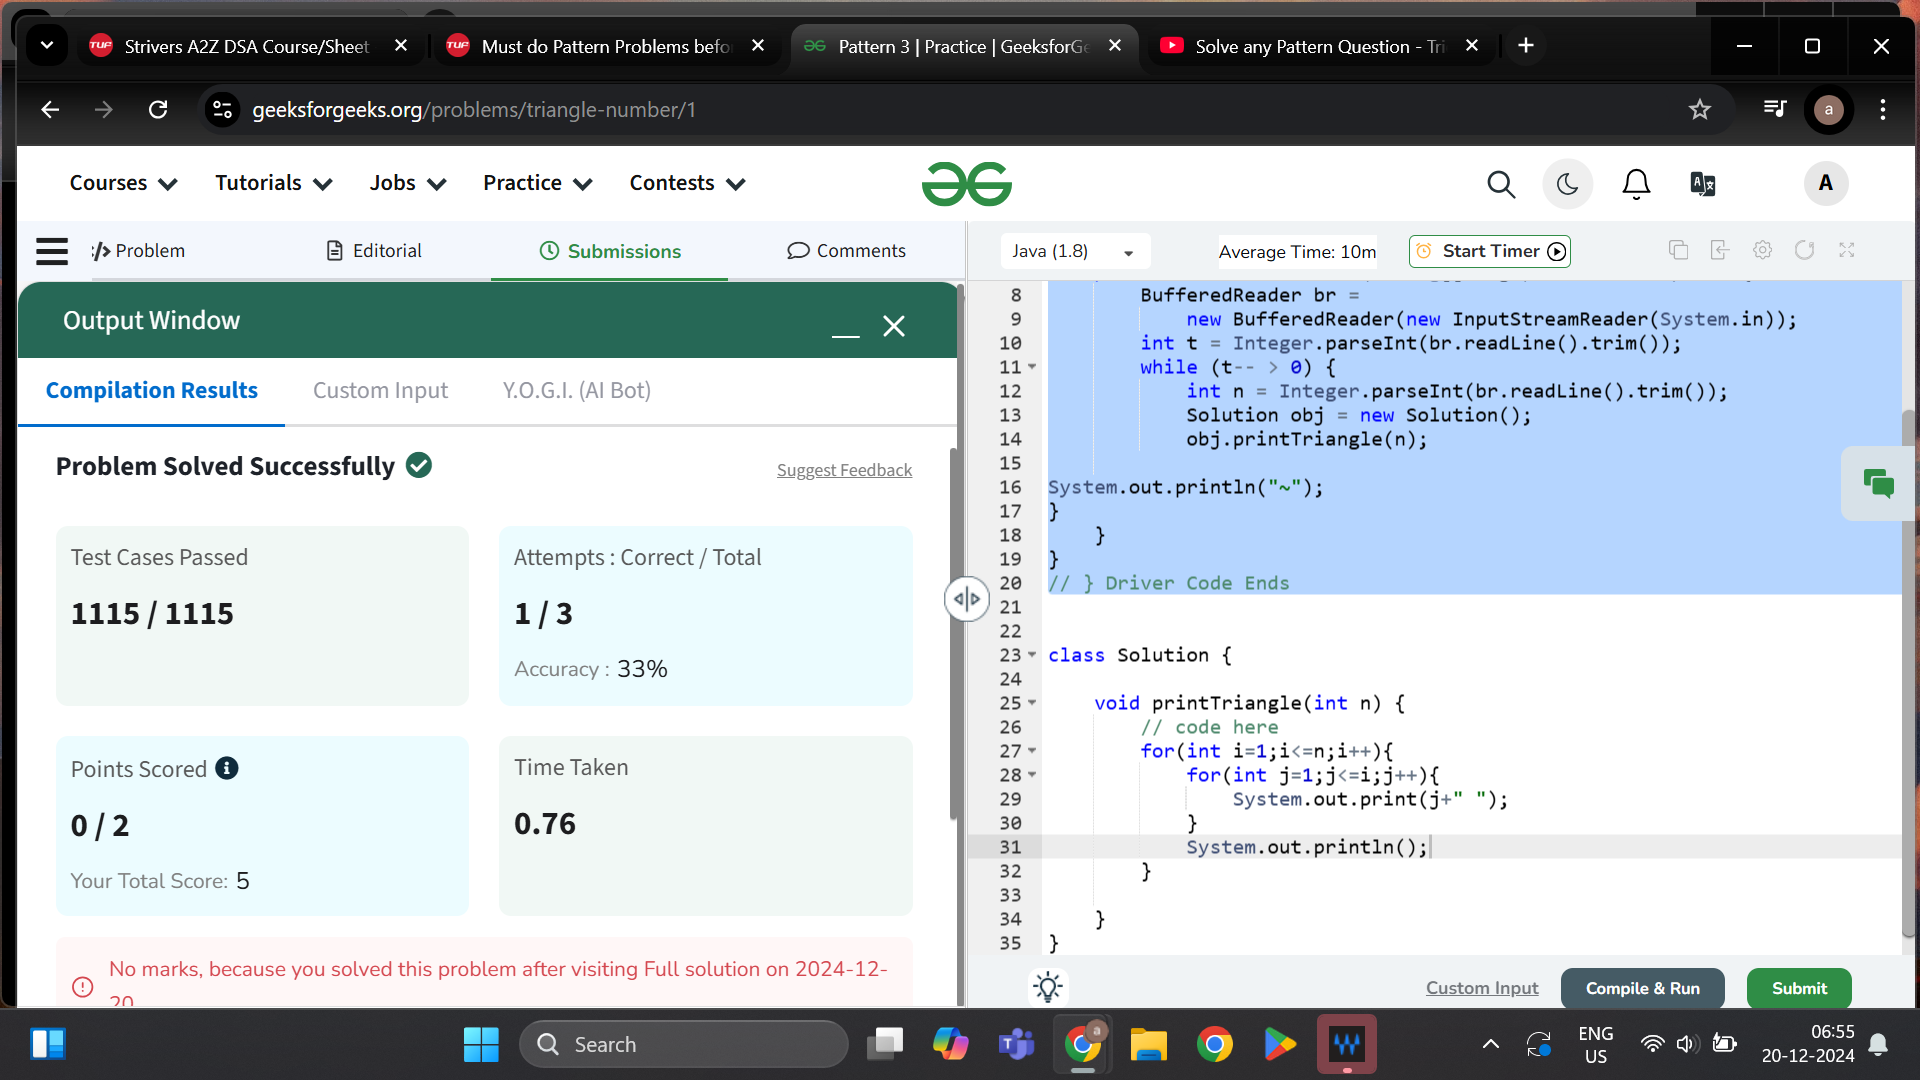 Strivers A2Z DSA Course/Sheet
Must do Pattern Problems befo
Pattern 3 | Practice | GeeksforGe
Solve any Pattern Question - Tri
geeksforgeeks.org/problems/triangle-number/1
a
Courses
Tutorials
Jobs
Practice
Contests
A
</> Problem
Editorial
Submissions
Comments
Java (1.8)
Average Time: 10m
Start Timer
Output Window
Compilation Results
Custom Input
Y.O.G.I. (AI Bot)
Problem Solved Successfully
Suggest Feedback
Test Cases Passed
1115 / 1115
Attempts : Correct / Total
1 / 3
Accuracy : 33%
Points Scored
0 / 2
Your Total Score: 5
Time Taken
0.76
No marks, because you solved this problem after visiting Full solution on 2024-12-
20
8 BufferedReader br =
9 new BufferedReader(new InputStreamReader(System.in));
10 int t = Integer.parseInt(br.readLine().trim());
11 while (t-- > 0) {
12 int n = Integer.parseInt(br.readLine().trim());
13 Solution obj = new Solution();
14 obj.printTriangle(n);
15
16 System.out.println("~");
17 }
18 }
19 }
20 // } Driver Code Ends
21
22
23 class Solution {
24
25 void printTriangle(int n) {
26 // code here
27 for(int i=1;i<=n;i++){
28 for(int j=1;j<=i;j++){
29 System.out.print(j+" ");
30 }
31 System.out.println();
32 }
33
34 }
35 }
Custom Input
Compile & Run
Submit
Search
ENG
US
06:55
20-12-2024